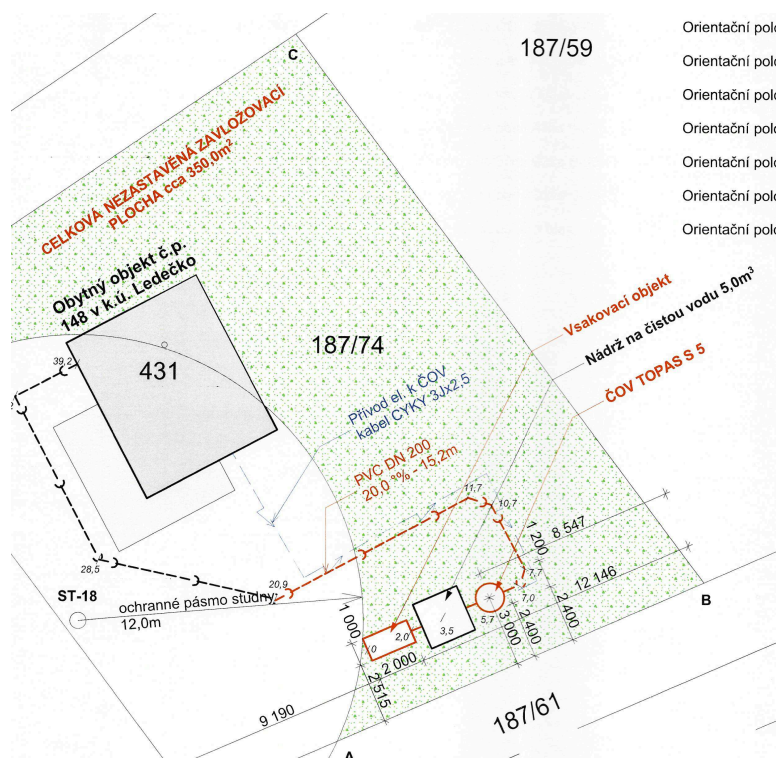 C
187/59
Orientační polo
Orientační polo
Orientační polo
Orientační polo
Orientační polo
Orientační polo
Orientační polo
CELKOVÁ NEZASTAVĚNÁ ZAVLOŽOVACÍ
PLOCHA cca 350,0m²
Obytný objekt č.p.
148 v k.ú. Ledečko
39,2
431
187/74
Vsakovací objekt
Nádrž na čistou vodu 5,0m³
ČOV TOPAS S 5
Přívod el. k ČOV
kabel CYKY 3Jx2,5
PVC DN 200
20,0 °% - 15,2m
11,7
10,7
1 200
8 547
7,7
12 146
7,0
28,5
20,9
ST-18
ochranné pásmo studny:
12,0m
1 000
B
2,0
3,5
5,7
3 000
2 400
2 400
2 000
2 515
9 190
187/61
A